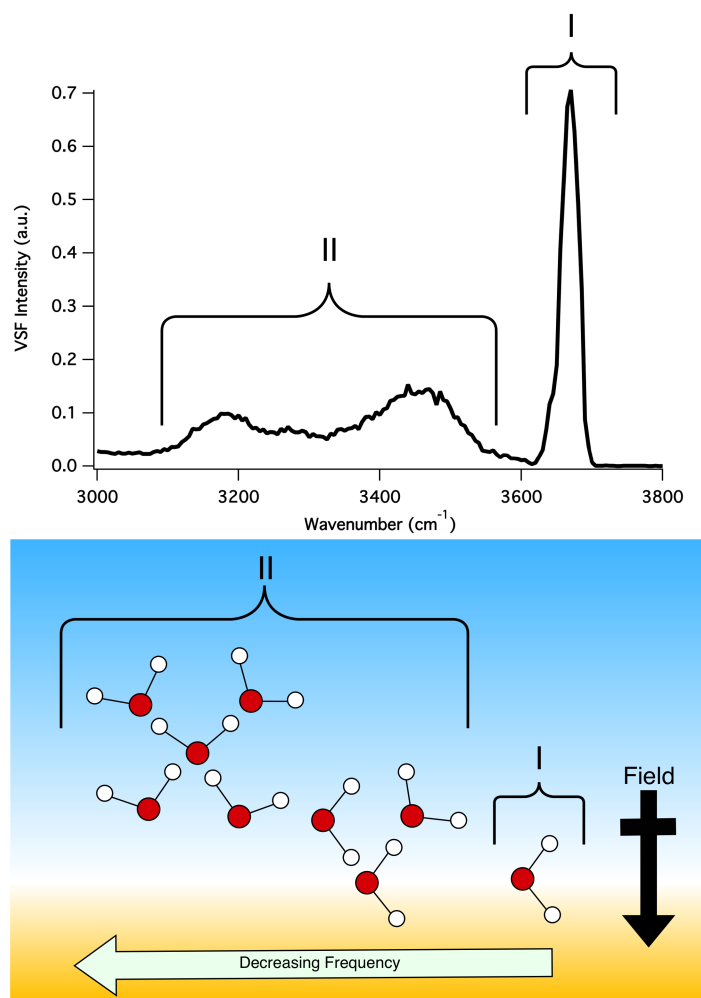 I
0.7
0.6
0.5
0.4
0.3
0.2
0.1
0.0
VSF Intensity (a.u.)
II
3000 3200 3400 3600 3800
Wavenumber (cm⁻¹)
II
I
Field
Decreasing Frequency